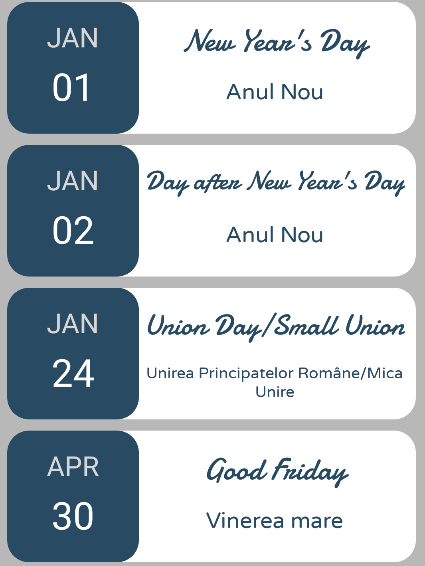 JAN
01
New Year's Day
Anul Nou
JAN
02
Day after New Year's Day
Anul Nou
JAN
24
Union Day/Small Union
Unirea Principatelor Române/Mica
Unire
APR
30
Good Friday
Vinerea mare